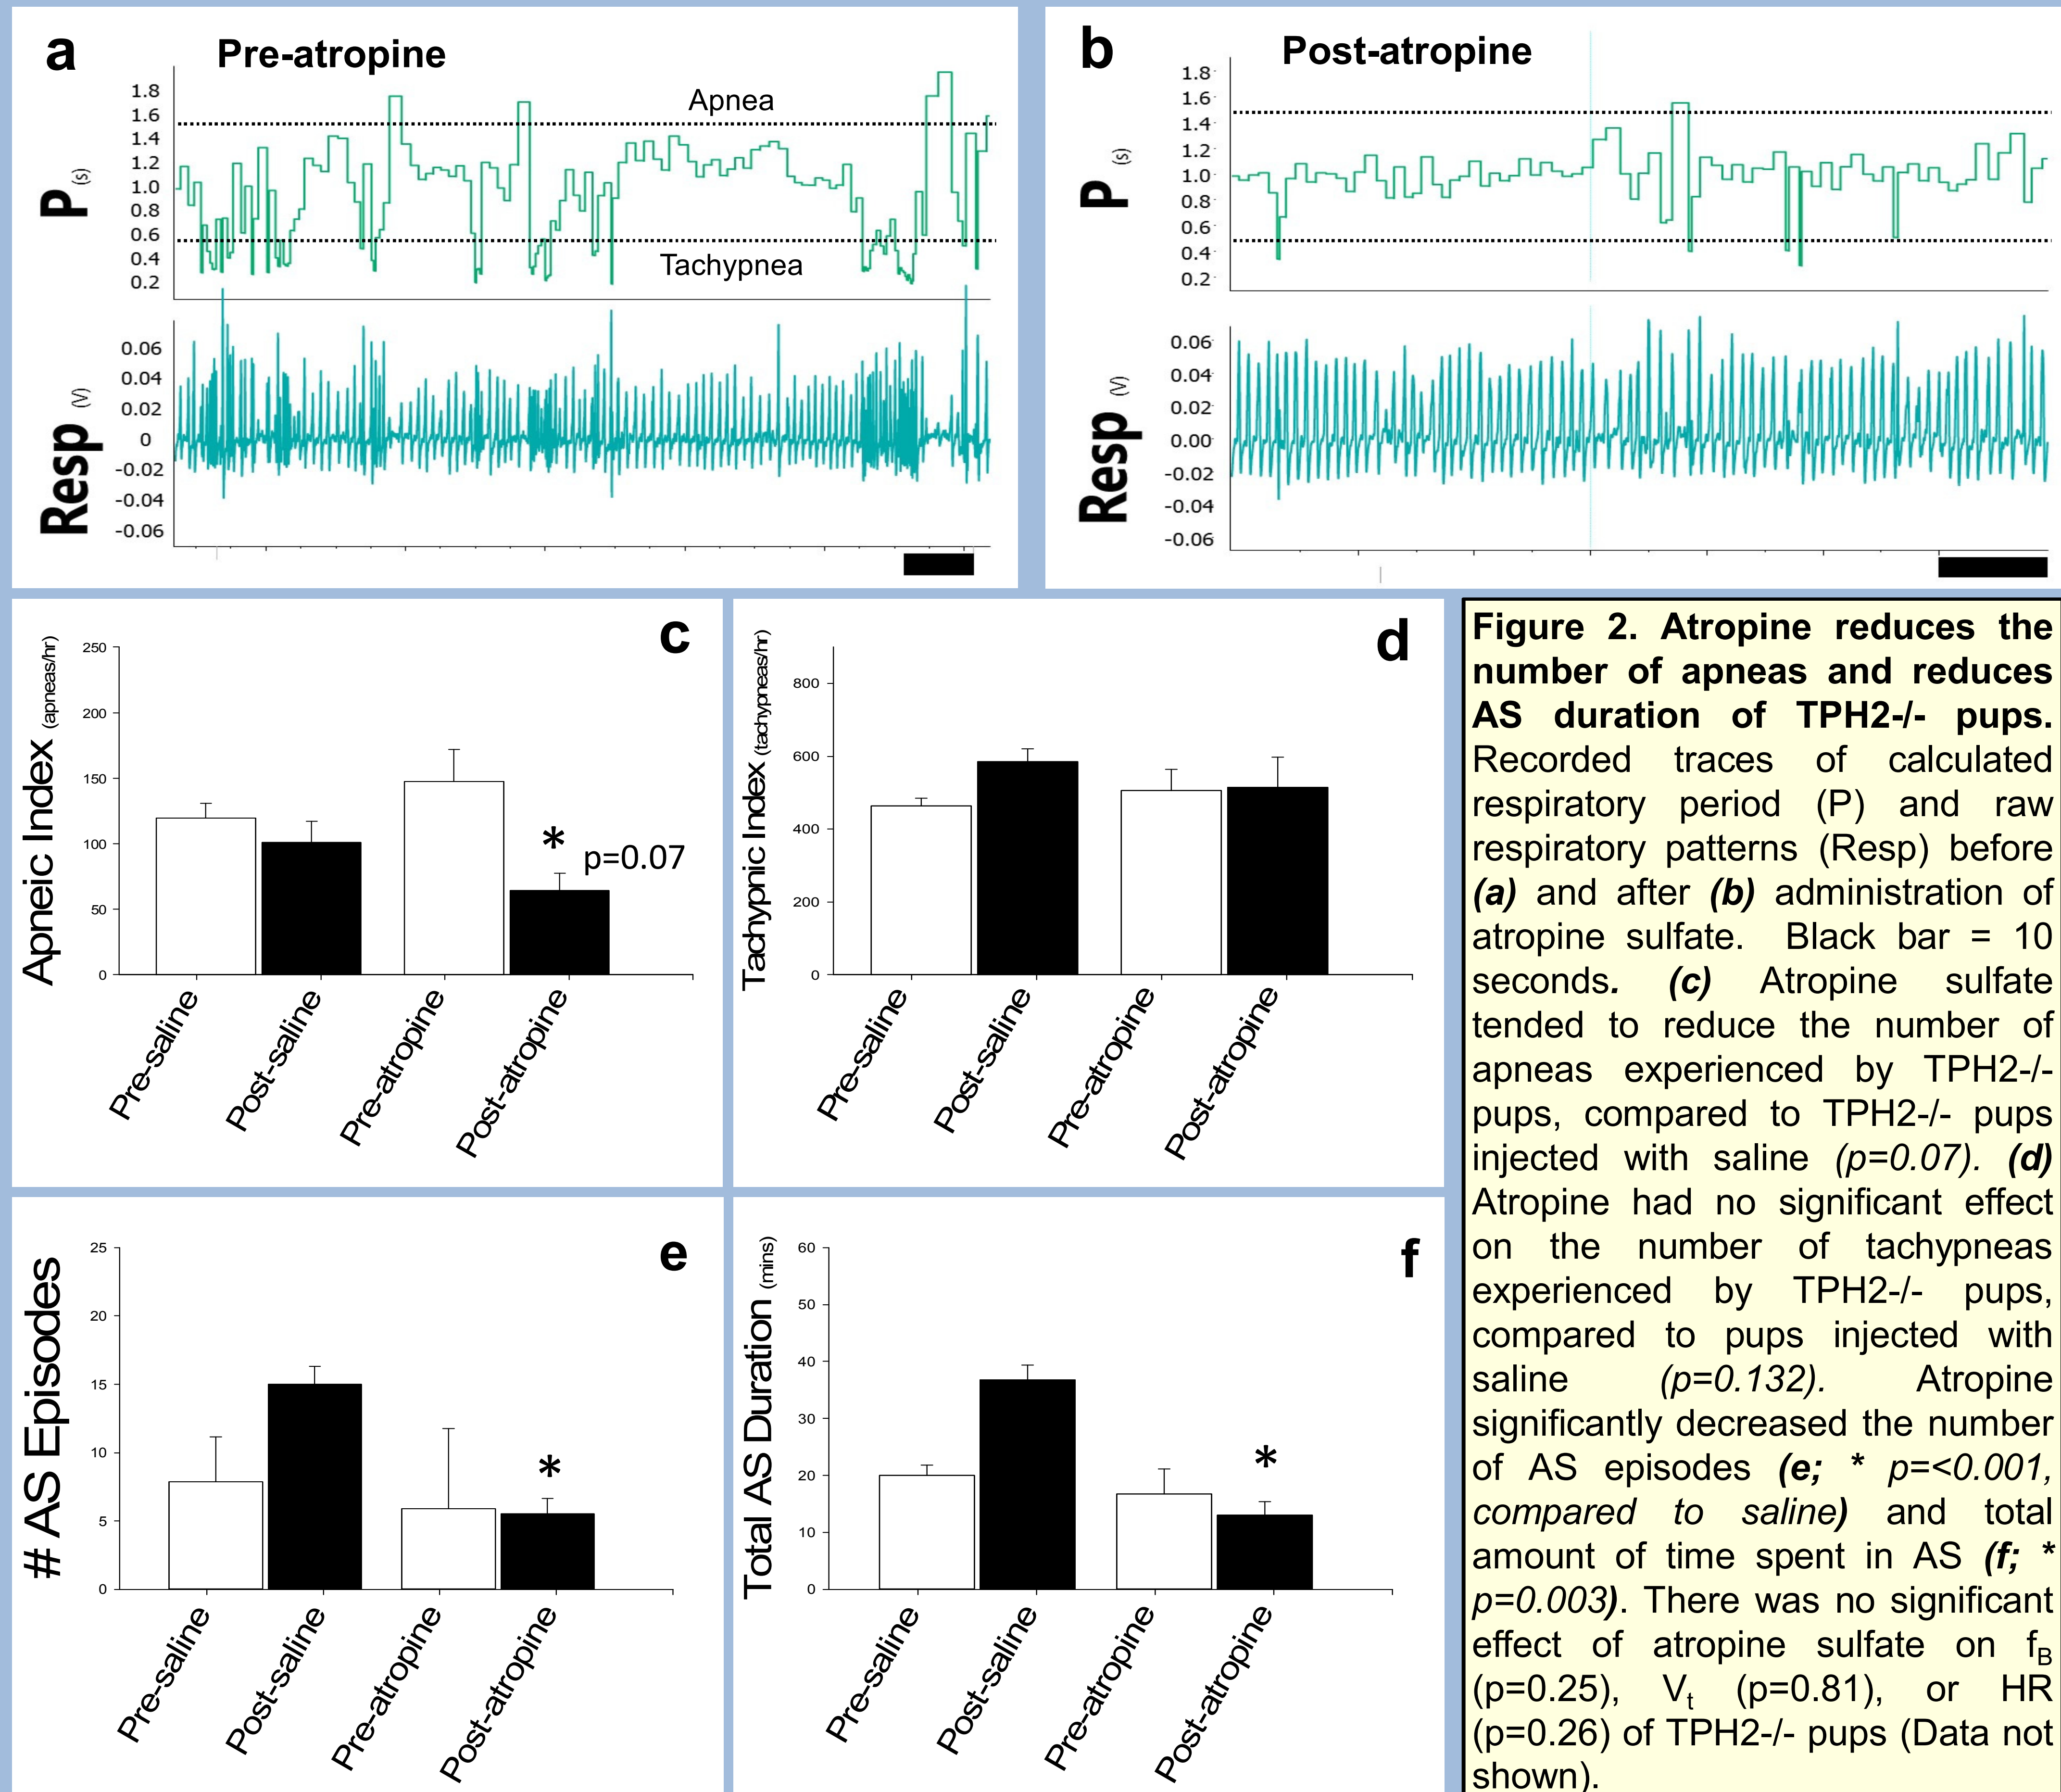 a
Pre-atropine
1.8
1.6
1.4
1.2
1.0
0.8
0.6
0.4
0.2
P (s)
Apnea
Tachypnea
0.06
0.04
0.02
0
-0.02
-0.04
-0.06
Resp (V)
b
Post-atropine
1.8
1.6
1.4
1.2
1.0
0.8
0.6
0.4
0.2
P (s)
0.06
0.04
0.02
0.00
-0.02
-0.04
-0.06
Resp (V)
c
Apneic Index (apneas/hr)
250
200
150
100
50
0
*
p=0.07
Pre-saline
Post-saline
Pre-atropine
Post-atropine
d
Tachypnic Index (tachypneas/hr)
800
600
400
200
0
Pre-saline
Post-saline
Pre-atropine
Post-atropine
e
# AS Episodes
25
20
15
10
5
0
*
Pre-saline
Post-saline
Pre-atropine
Post-atropine
f
Total AS Duration (mins)
60
50
40
30
20
10
0
*
Pre-saline
Post-saline
Pre-atropine
Post-atropine
Figure 2. Atropine reduces the
number of apneas and reduces
AS duration of TPH2-/- pups.
Recorded traces of calculated
respiratory period (P) and raw
respiratory patterns (Resp) before
(a) and after (b) administration of
atropine sulfate. Black bar = 10
seconds. (c) Atropine sulfate
tended to reduce the number of
apneas experienced by TPH2-/-
pups, compared to TPH2-/- pups
injected with saline (p=0.07). (d)
Atropine had no significant effect
on the number of tachypneas
experienced by TPH2-/- pups,
compared to pups injected with
saline (p=0.132). Atropine
significantly decreased the number
of AS episodes (e; * p=<0.001,
compared to saline) and total
amount of time spent in AS (f; *
p=0.003). There was no significant
effect of atropine sulfate on fB
(p=0.25), Vt (p=0.81), or HR
(p=0.26) of TPH2-/- pups (Data not
shown).